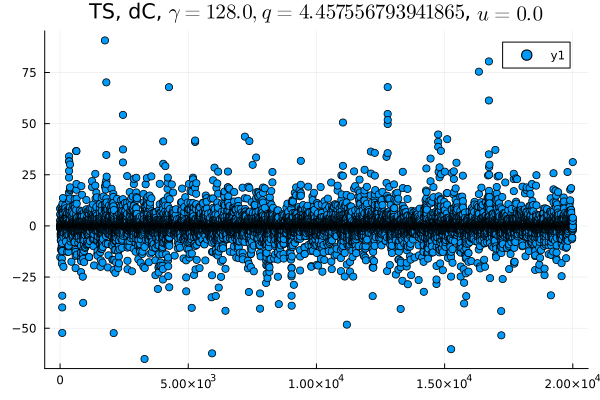 TS, dC, γ = 128.0, q = 4.457556793941865, u = 0.0
y1
75
50
25
0
−25
−50
0 5.00×10³ 1.00×10⁴ 1.50×10⁴ 2.00×10⁴